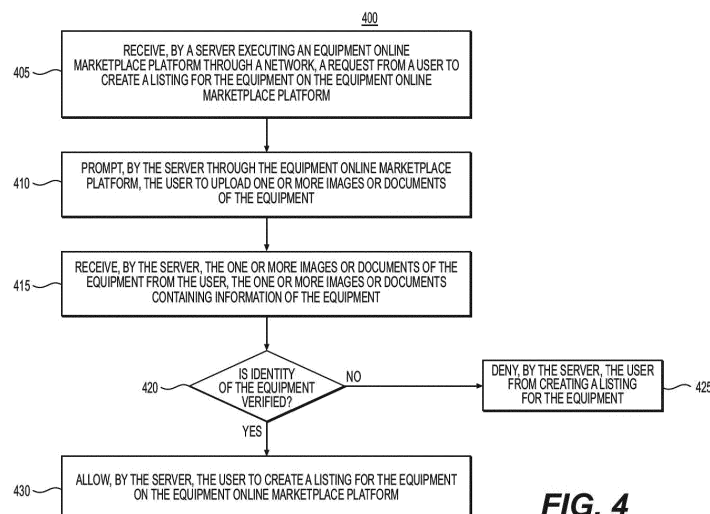 400
405
RECEIVE, BY A SERVER EXECUTING AN EQUIPMENT ONLINE
MARKETPLACE PLATFORM THROUGH A NETWORK, A REQUEST FROM A USER TO
CREATE A LISTING FOR THE EQUIPMENT ON THE EQUIPMENT ONLINE
MARKETPLACE PLATFORM
410
PROMPT, BY THE SERVER THROUGH THE EQUIPMENT ONLINE MARKETPLACE
PLATFORM, THE USER TO UPLOAD ONE OR MORE IMAGES OR DOCUMENTS
OF THE EQUIPMENT
415
RECEIVE, BY THE SERVER, THE ONE OR MORE IMAGES OR DOCUMENTS OF THE
EQUIPMENT FROM THE USER, THE ONE OR MORE IMAGES OR DOCUMENTS
CONTAINING INFORMATION OF THE EQUIPMENT
420
IS IDENTITY
OF THE EQUIPMENT
VERIFIED?
NO
DENY, BY THE SERVER, THE USER
FROM CREATING A LISTING
FOR THE EQUIPMENT
425
YES
430
ALLOW, BY THE SERVER, THE USER TO CREATE A LISTING FOR THE EQUIPMENT
ON THE EQUIPMENT ONLINE MARKETPLACE PLATFORM
FIG. 4